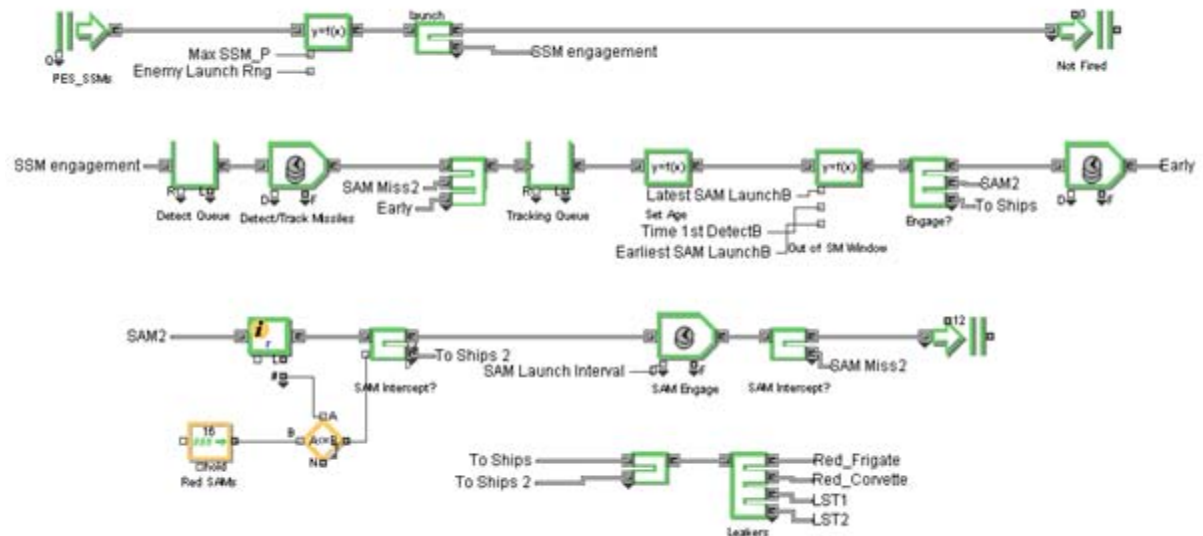 launch
0
y=f(x)
Max SSM_P
SSM engagement
Enemy Launch Rng
PES_SSMs
Not Fired
SSM engagement
y=f(x)
y=f(x)
Early
R L
D F
SAM Miss2
R L
Latest SAM LaunchB
SAM2
D F
Detect Queue
Detect/Track Missiles
Early
Tracking Queue
Set Age
To Ships
Time 1st DetectB
Engage?
Earliest SAM LaunchB
Out of SM Window
SAM2
i
r
12
L
To Ships 2
#
SAM Intercept?
SAM Launch Interval
F
SAM Engage
SAM Intercept?
SAM Miss2
A
16
B
A<=B
N
Red SAMs
To Ships
Red_Frigate
To Ships 2
Red_Corvette
LST1
LST2
Leakers